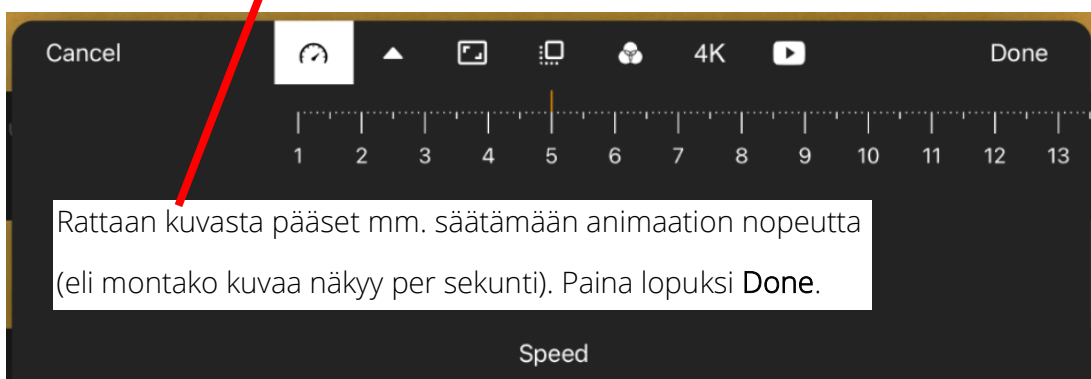 Cancel 4K Done
1 2 3 4 5 6 7 8 9 10 11 12 13
Rattaan kuvasta pääset mm. säätämään animaation nopeutta
(eli montako kuvaa näkyy per sekunti). Paina lopuksi Done.
Speed